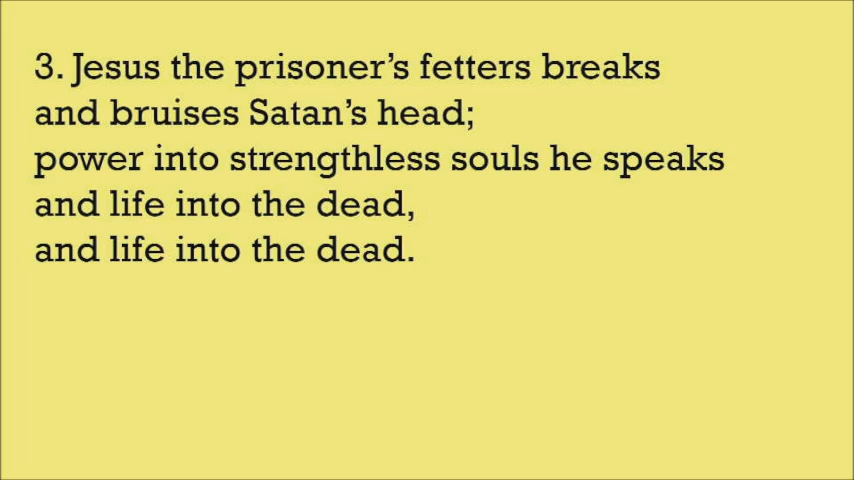 3. Jesus the prisoner’s fetters breaks
and bruises Satan’s head;
power into strengthless souls he speaks
and life into the dead,
and life into the dead.